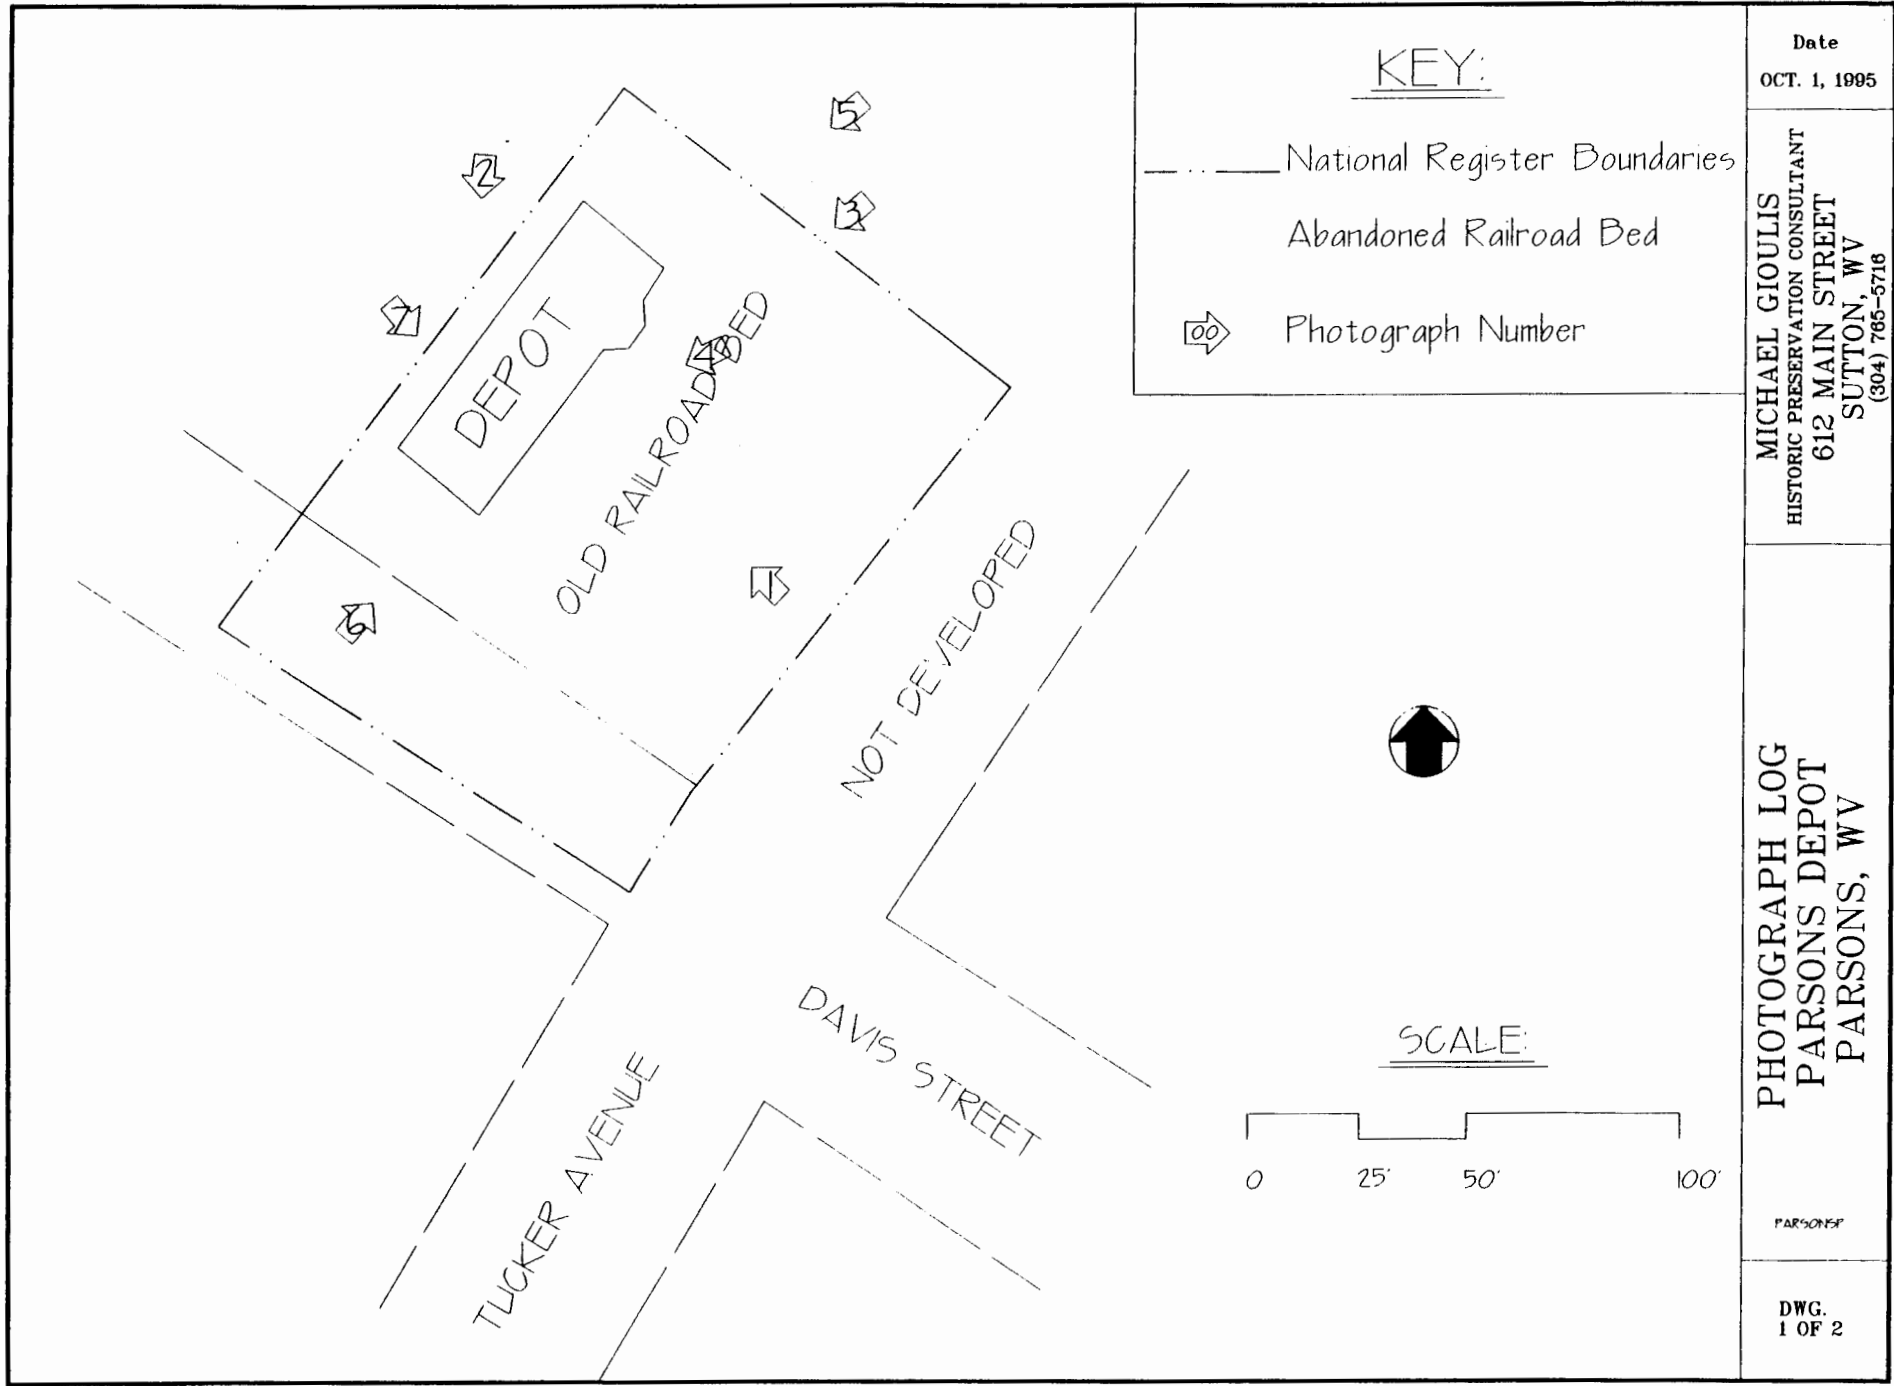 5
2
3
7
DEPOT
4
8
OLD RAILROAD BED
1
6
NOT DEVELOPED
DAVIS STREET
TUCKER AVENUE
KEY:
National Register Boundaries
Abandoned Railroad Bed
00
Photograph Number
SCALE:
0 25' 50' 100'
Date
OCT. 1, 1995
MICHAEL GIOULIS
HISTORIC PRESERVATION CONSULTANT
612 MAIN STREET
SUTTON, WV
(304) 765-5716
PHOTOGRAPH LOG
PARSONS DEPOT
PARSONS, WV
PARSONSP
DWG.
1 OF 2